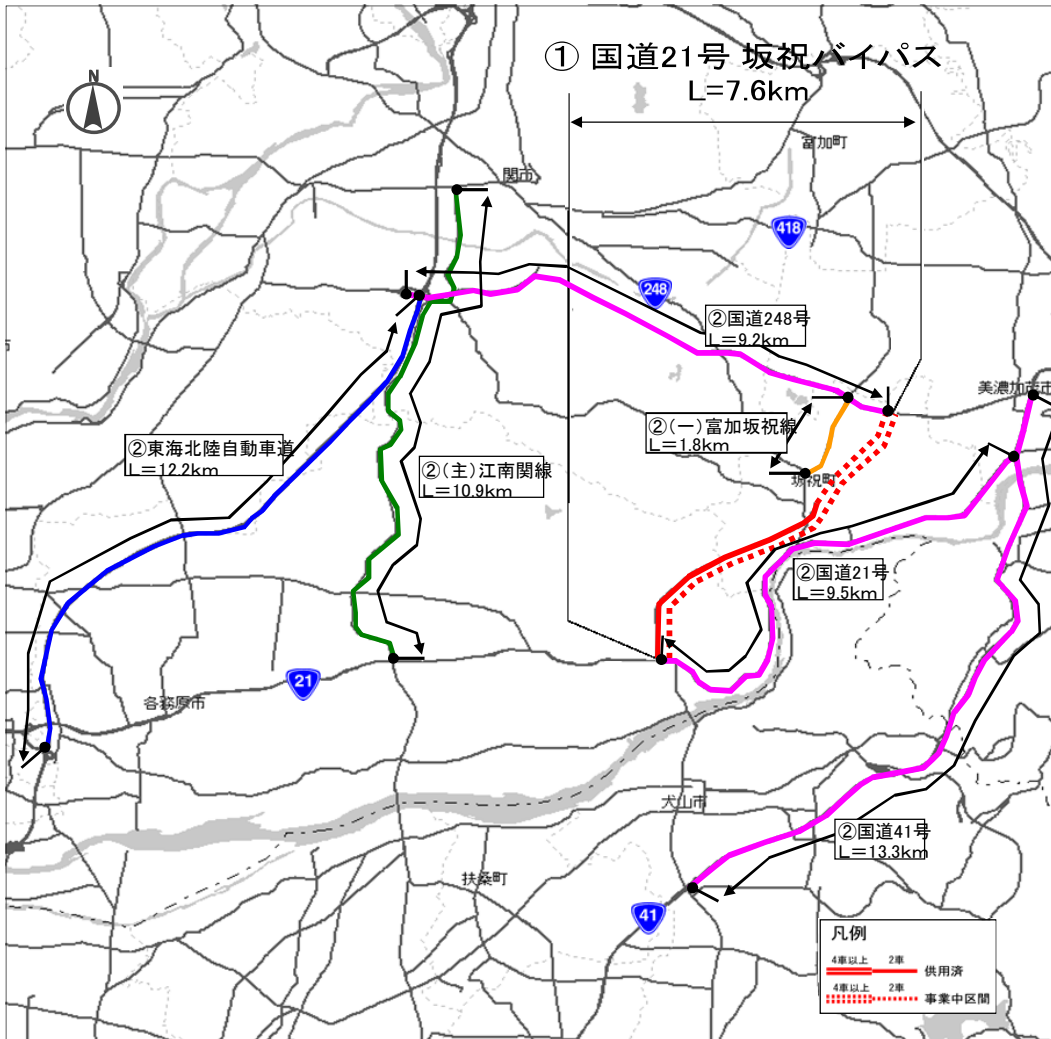 ① 国道21号 坂祝バイパス
L=7.6km
N
富加町
関市
418
248
②国道248号
L=9.2km
美濃加茂市
②(一)富加坂祝線
L=1.8km
②東海北陸自動車道
L=12.2km
②(主)江南関線
L=10.9km
坂祝町
②国道21号
L=9.5km
21
各務原市
犬山市
②国道41号
L=13.3km
扶桑町
41
凡例
4車以上 2車 供用済
4車以上 2車 事業中区間